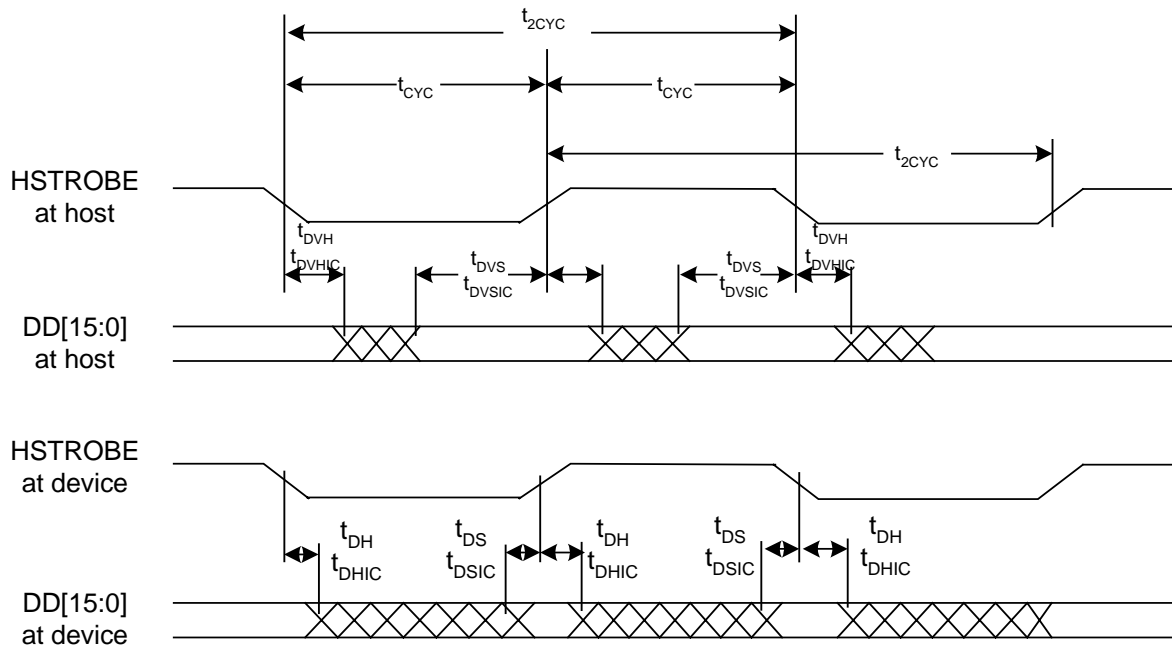 t2CYC
tCYC tCYC
t2CYC
HSTROBE
at host
tDVH
tDVHIC
tDVS
tDVSIC
tDVS
tDVSIC
tDVH
tDVHIC
DD[15:0]
at host
HSTROBE
at device
tDH
tDHIC
tDS
tDSIC
tDH
tDHIC
tDS
tDSIC
tDH
tDHIC
DD[15:0]
at device